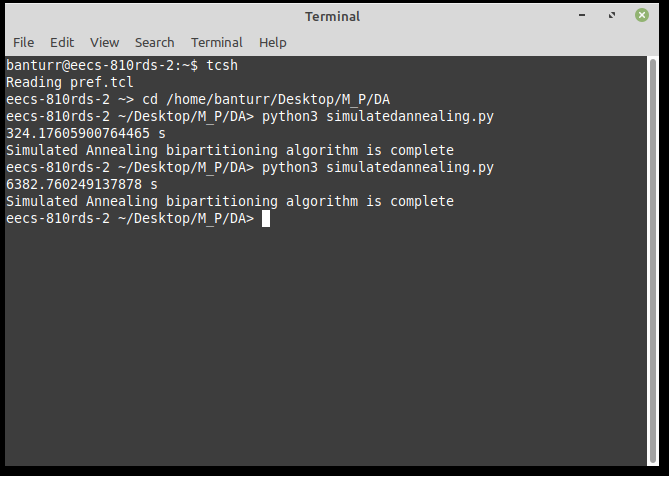 Terminal
File Edit View Search Terminal Help
banturr@eecs-810rds-2:~$ tcsh
Reading pref.tcl
eecs-810rds-2 ~> cd /home/banturr/Desktop/M_P/DA
eecs-810rds-2 ~/Desktop/M_P/DA> python3 simulatedannealing.py
324.17605900764465 s
Simulated Annealing bipartitioning algorithm is complete
eecs-810rds-2 ~/Desktop/M_P/DA> python3 simulatedannealing.py
6382.760249137878 s
Simulated Annealing bipartitioning algorithm is complete
eecs-810rds-2 ~/Desktop/M_P/DA>